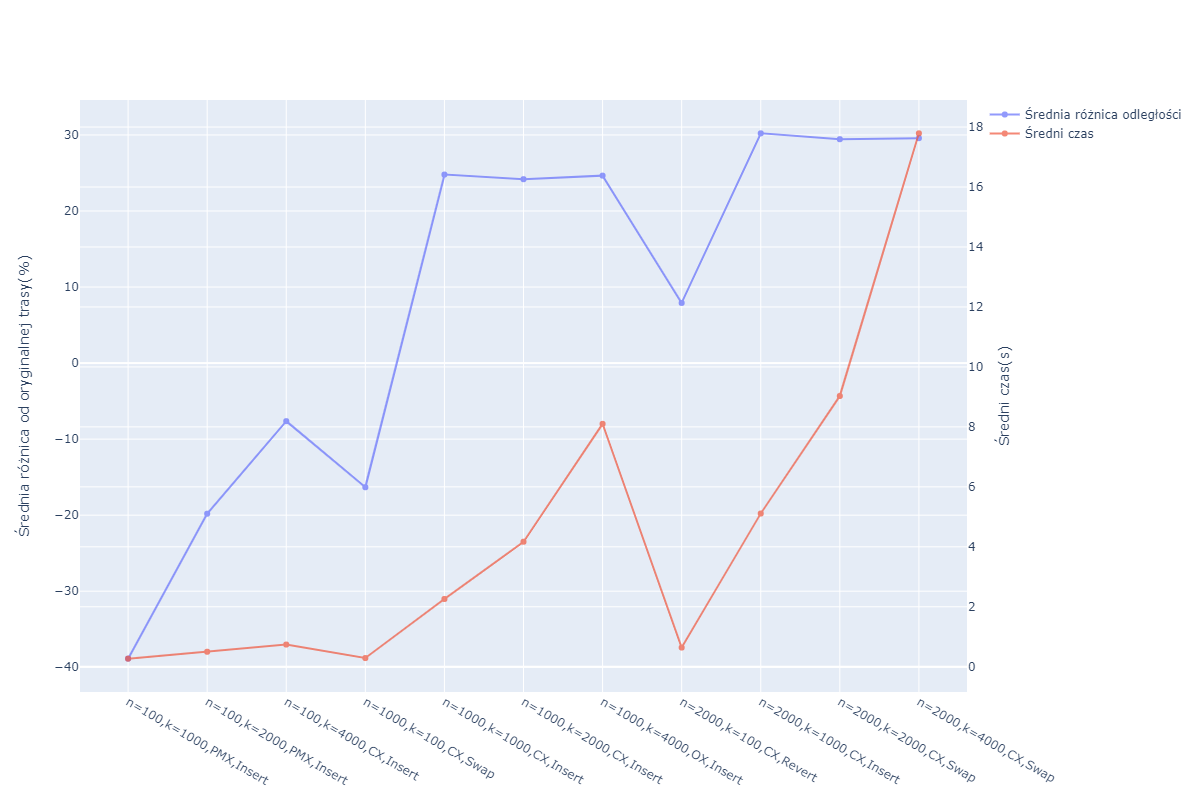 Średnia różnica odległości
Średni czas
Średnia różnica od oryginalnej trasy(%)
30
20
10
0
−10
−20
−30
−40
18
16
14
12
10
8
6
4
2
0
Średni czas(s)
n=100,k=1000,PMX,Insert
n=100,k=2000,PMX,Insert
n=100,k=4000,CX,Insert
n=1000,k=100,CX,Swap
n=1000,k=1000,CX,Insert
n=1000,k=2000,CX,Insert
n=1000,k=4000,OX,Insert
n=2000,k=100,CX,Revert
n=2000,k=1000,CX,Insert
n=2000,k=2000,CX,Swap
n=2000,k=4000,CX,Swap